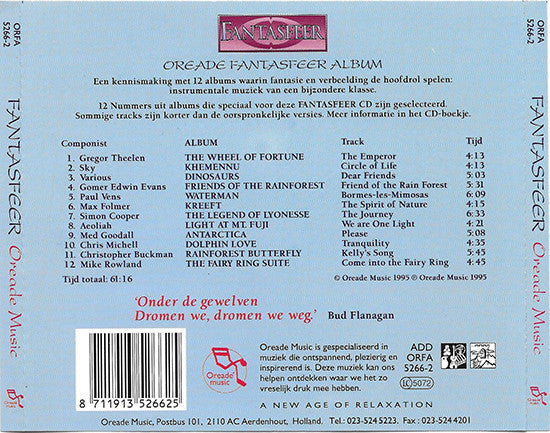 FANTASFEER
OREADE FANTASFEER ALBUM
Een kennismaking met 12 albums waarin fantasie en verbeelding de hoofdrol spelen:
instrumentale muziek van een bijzondere klasse.
12 Nummers uit albums die speciaal voor deze FANTASFEER CD zijn geselecteerd.
Sommige tracks zijn korter dan de oorspronkelijke versies. Meer informatie in het CD-boekje.
Componist ALBUM Track Tijd
1. Gregor Theelen THE WHEEL OF FORTUNE The Emperor 4:13
2. Sky KHEMENNU Circle of Life 4:13
3. Various DINOSAURS Dear Friends 5:03
4. Gomer Edwin Evans FRIENDS OF THE RAINFOREST Friend of the Rain Forest 5:31
5. Paul Vens WATERMAN Bormes-les-Mimosas 6:09
6. Max Folmer KREEFT The Spirit of Nature 4:15
7. Simon Cooper THE LEGEND OF LYONESSE The Journey 6:33
8. Aeoliah LIGHT AT MT. FUJI We are One Light 4:21
9. Med Goodall ANTARCTICA Please 5:08
10. Chris Michell DOLPHIN LOVE Tranquility 4:35
11. Christopher Buckman RAINFOREST BUTTERFLY Kelly's Song 4:45
12. Mike Rowland THE FAIRY RING SUITE Come into the Fairy Ring 4:45
Tijd totaal: 61:16
© Oreade Music 1995 ℗ Oreade Music 1995
'Onder de gewelven
Dromen we, dromen we weg.' Bud Flanagan
8 711913 526625
Oreade music
Oreade Music is gespecialiseerd in
muziek die ontspannend, plezierig en
inspirerend is. Deze muziek kan ons
helpen ontdekken waar we het zo
vreselijk druk mee hebben.
ADD
ORFA
5266-2
LC 5072
A NEW AGE OF RELAXATION
Oreade Music, Postbus 101, 2110 AC Aerdenhout, Holland. Tel.: 023-524 5223. Fax: 023-524 4201
ORFA
5266-2
FANTASFEER Oreade Music
ORFA
5266-2
FANTASFEER Oreade Music